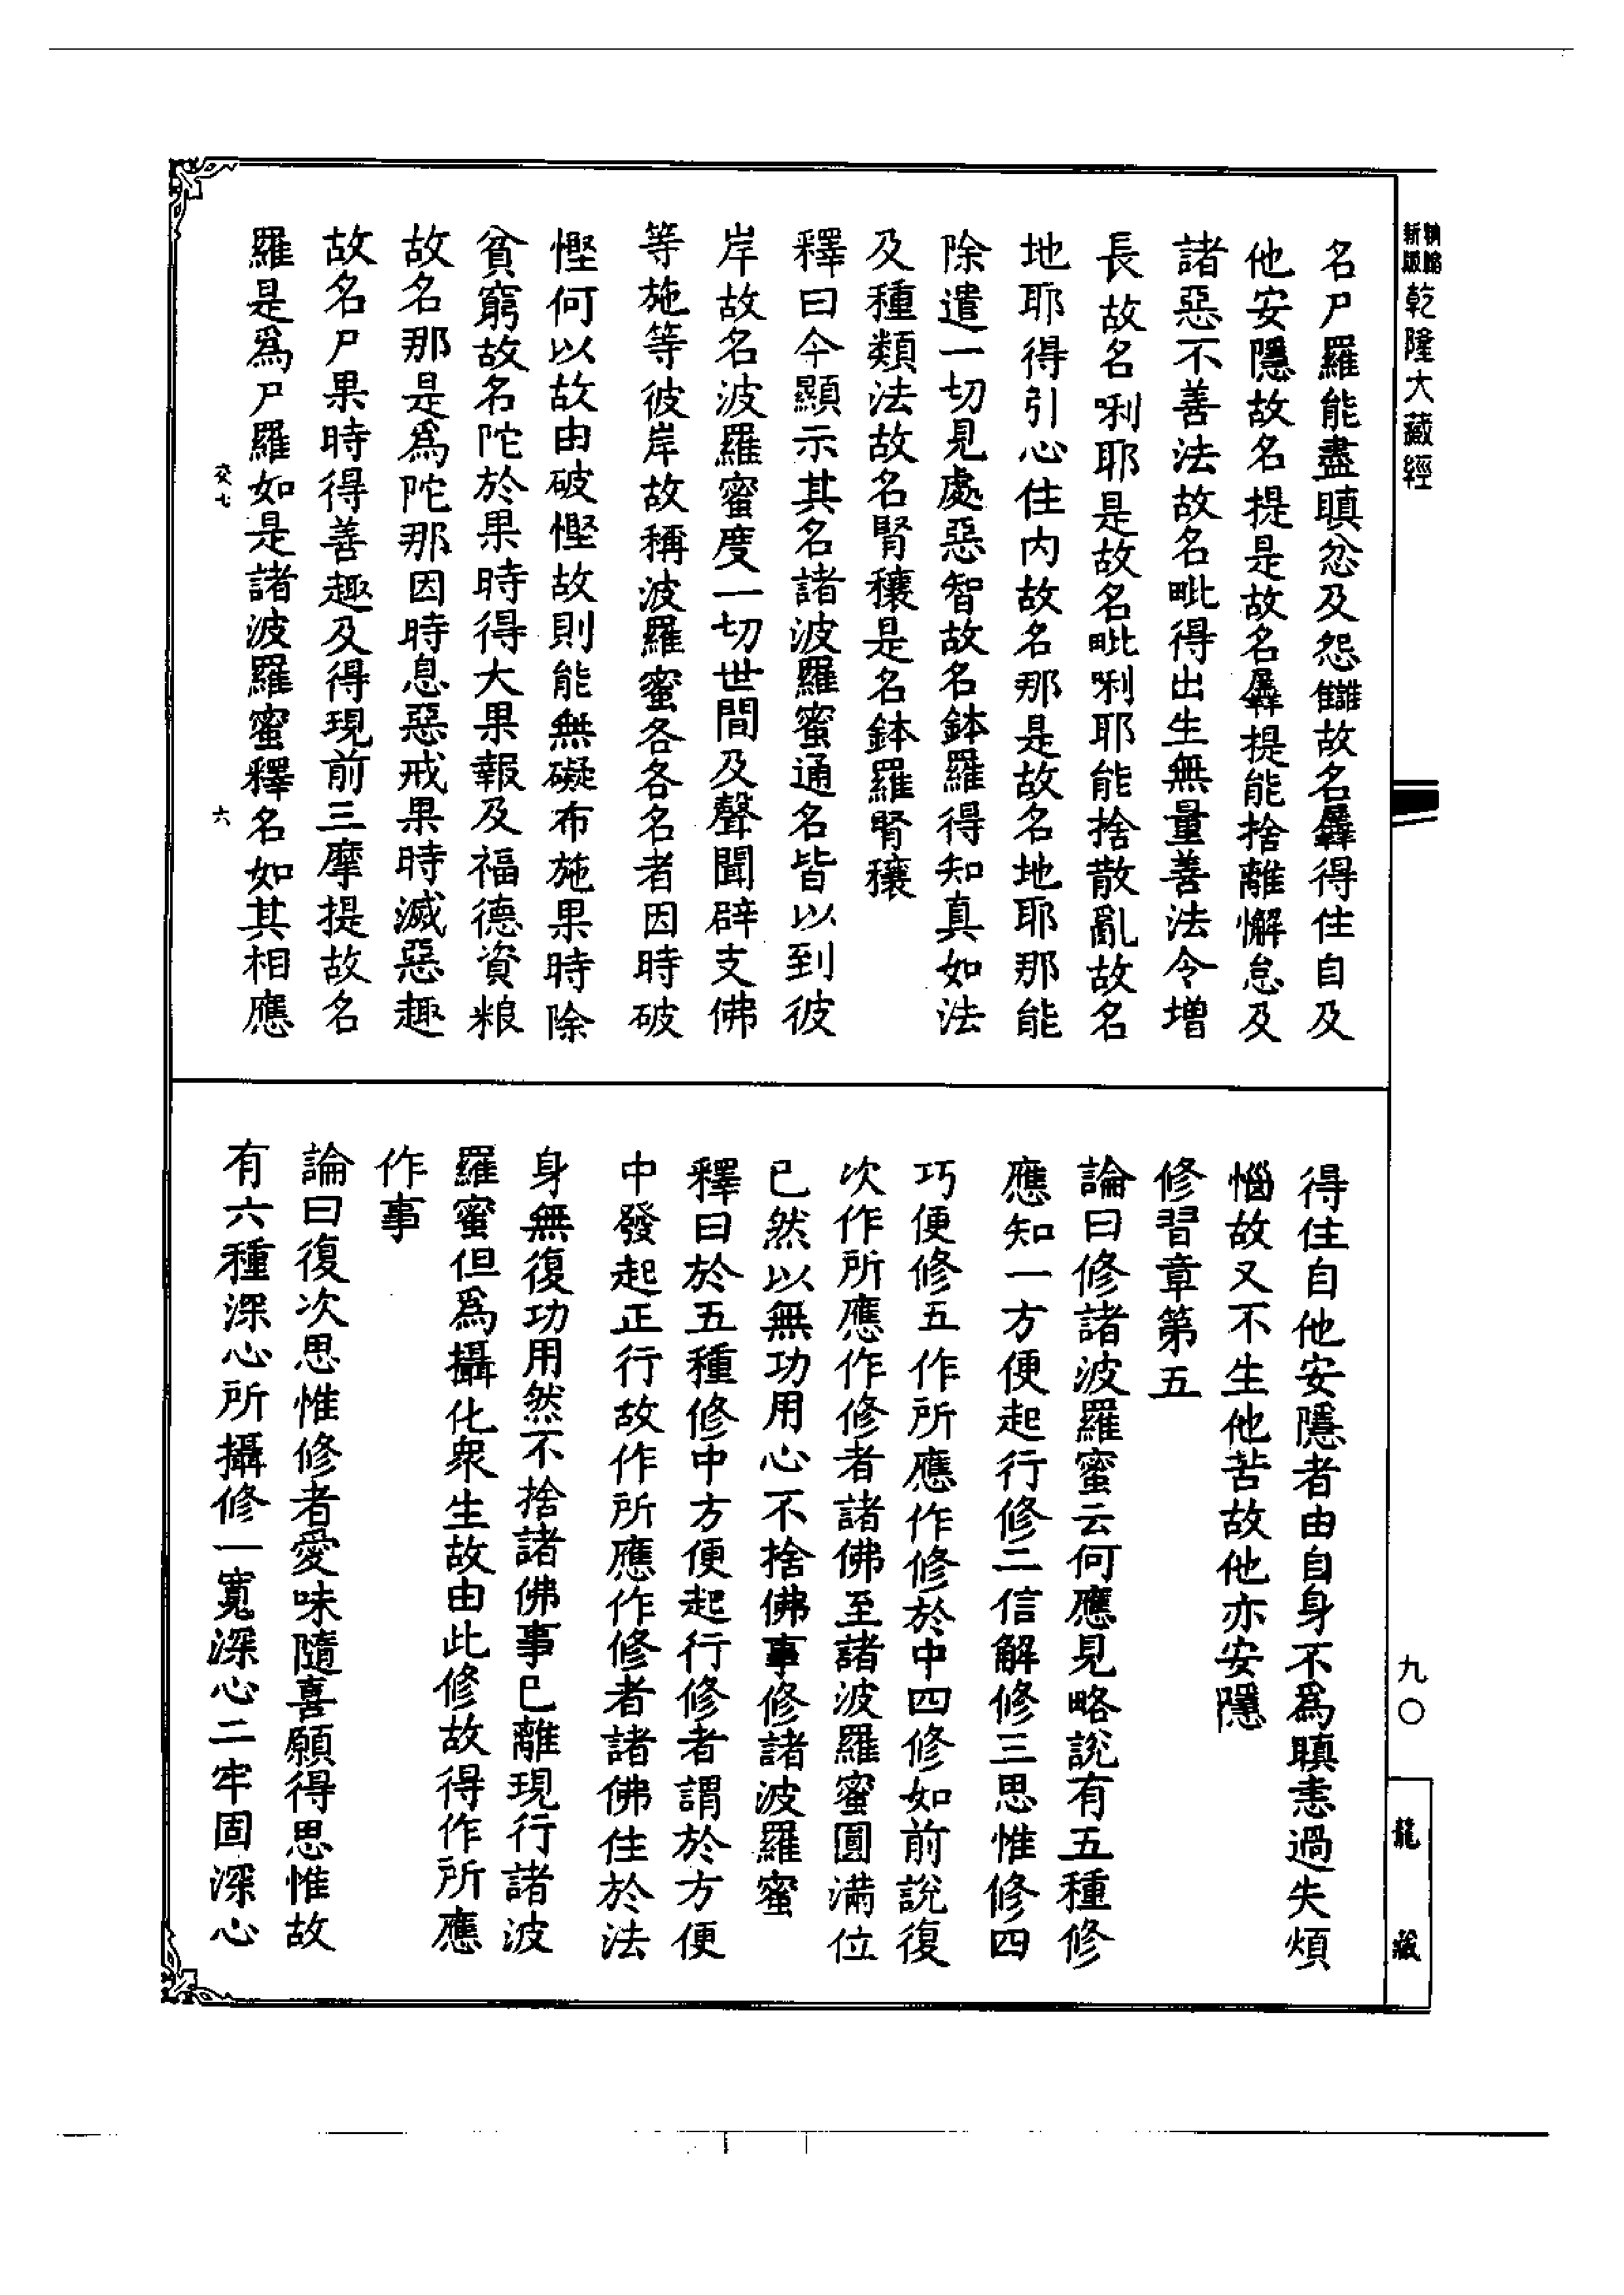 乾隆大藏經
名尸羅能盡瞋忿及怨讎故名羼得住自及
他安隱故名提是故名羼提能捨離懈怠及
諸惡不善法故名毗得出生無量善法令增
長故名唎耶是故名毗唎耶能捨散亂故名
地耶得引心住内故名那是故名地耶那能
除遣一切見處惡智故名鉢羅得知真如法
及種類法故名腎穰是名鉢羅腎穰
釋曰今顯示其名諸波羅蜜通名皆以到彼
岸故名波羅蜜度一切世間及聲聞辟支佛
等施等彼岸故稱波羅蜜各各名者因時破
慳何以故由破慳故則能無礙布施果時除
貧窮故名陀於果時得大果報及福德資粮
故名那是爲陀那因時息惡戒果時滅惡趣
故名尸果時得善趣及得現前三摩提故名
羅是爲尸羅如是諸波羅蜜釋名如其相應
交七
六
得住自他安隱者由自身不爲瞋恚過失煩
惱故又不生他苦故他亦安隱
修習章第五
論曰修諸波羅蜜云何應見略説有五種修
應知一方便起行修二信解修三思惟修四
巧便修五作所應作修於中四修如前説復
次作所應作修者諸佛至諸波羅蜜圓滿位
已然以無功用心不捨佛事修諸波羅蜜
釋曰於五種修中方便起行修者謂於方便
中發起正行故作所應作修者諸佛住於法
身無復功用然不捨諸佛事已離現行諸波
羅蜜但爲攝化衆生故由此修故得作所應
作事
論曰復次思惟修者愛味隨喜願得思惟故
有六種深心所攝修一寬深心二牢固深心
九〇
龍藏